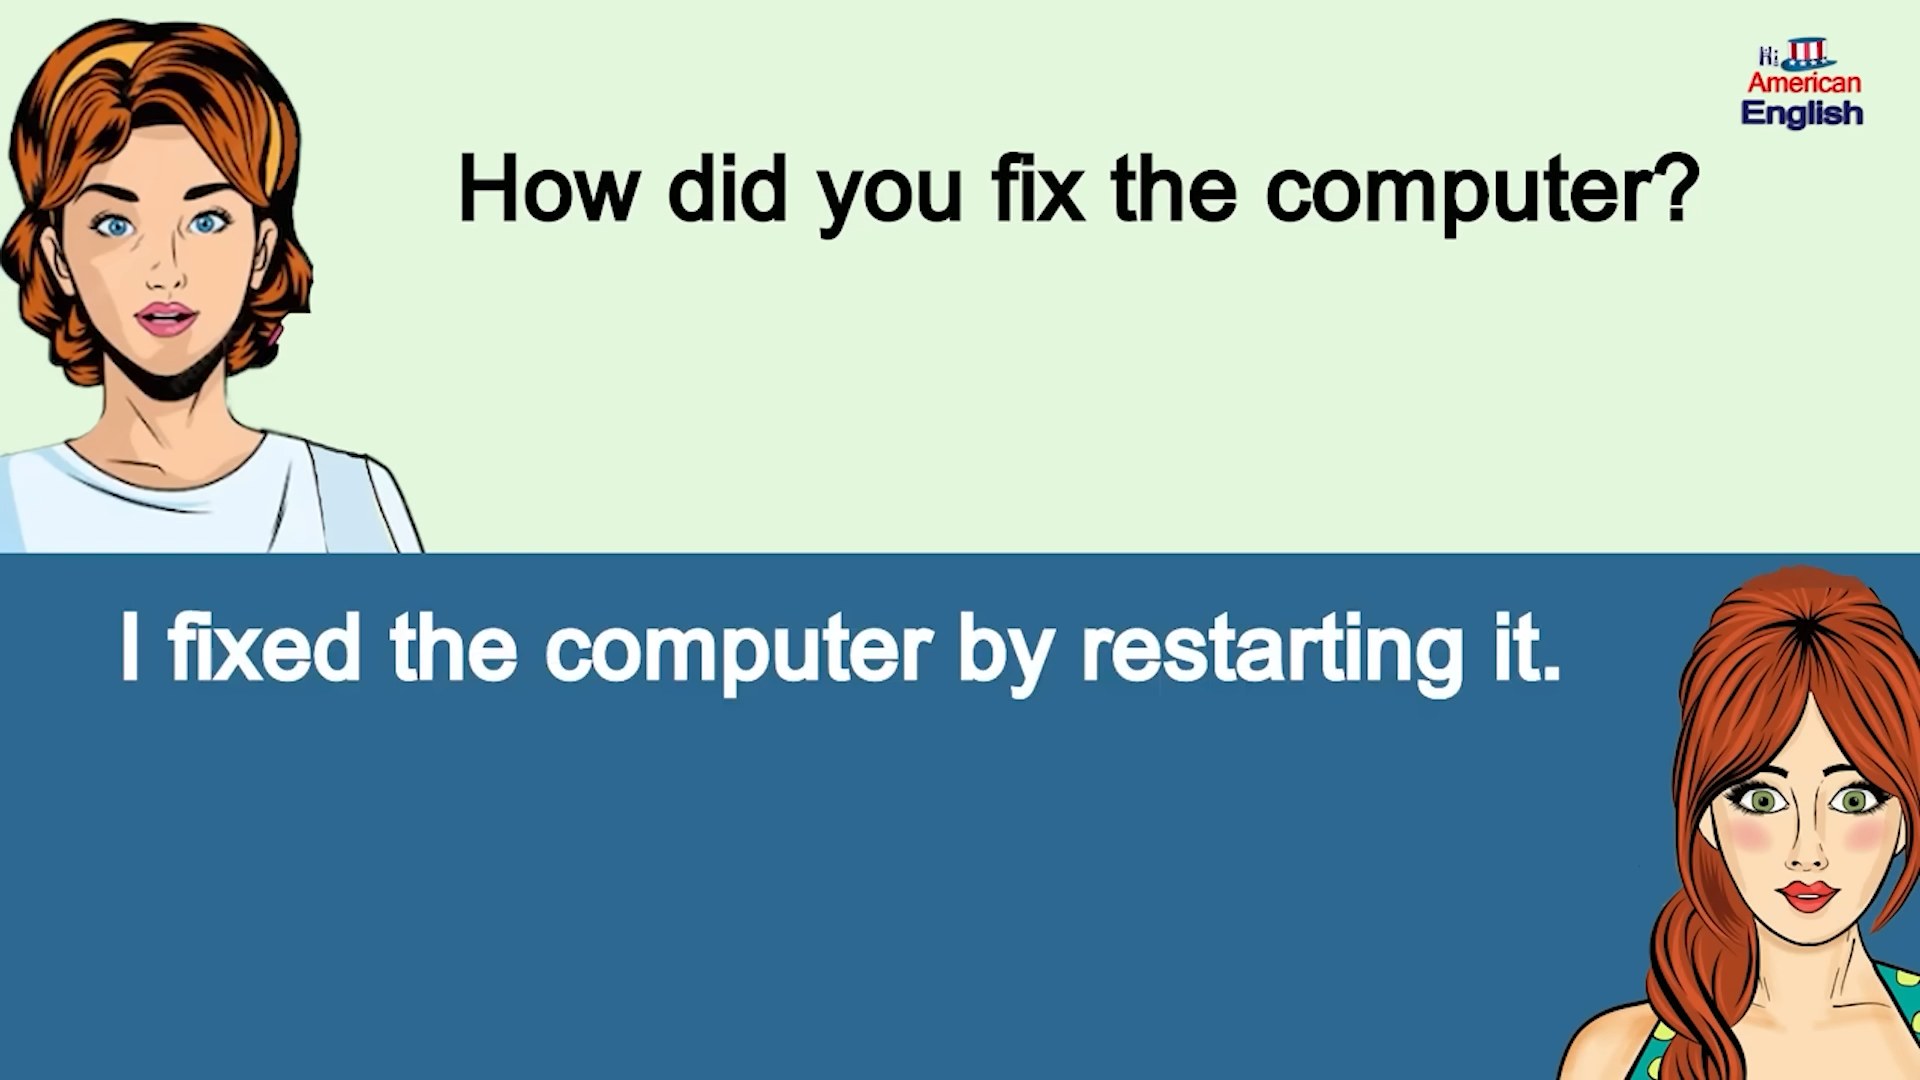 Hi
American
English
How did you fix the computer?
I fixed the computer by restarting it.